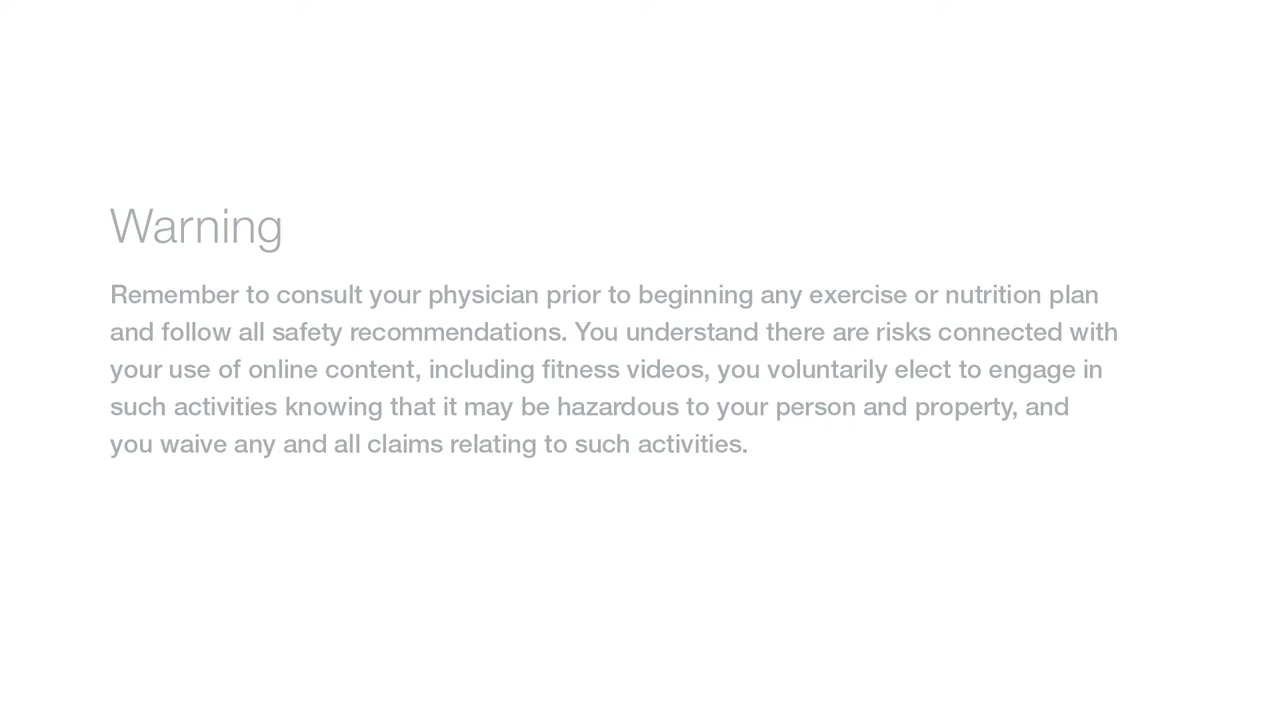 Warning
Remember to consult your physician prior to beginning any exercise or nutrition plan
and follow all safety recommendations. You understand there are risks connected with
your use of online content, including fitness videos, you voluntarily elect to engage in
such activities knowing that it may be hazardous to your person and property, and
you waive any and all claims relating to such activities.